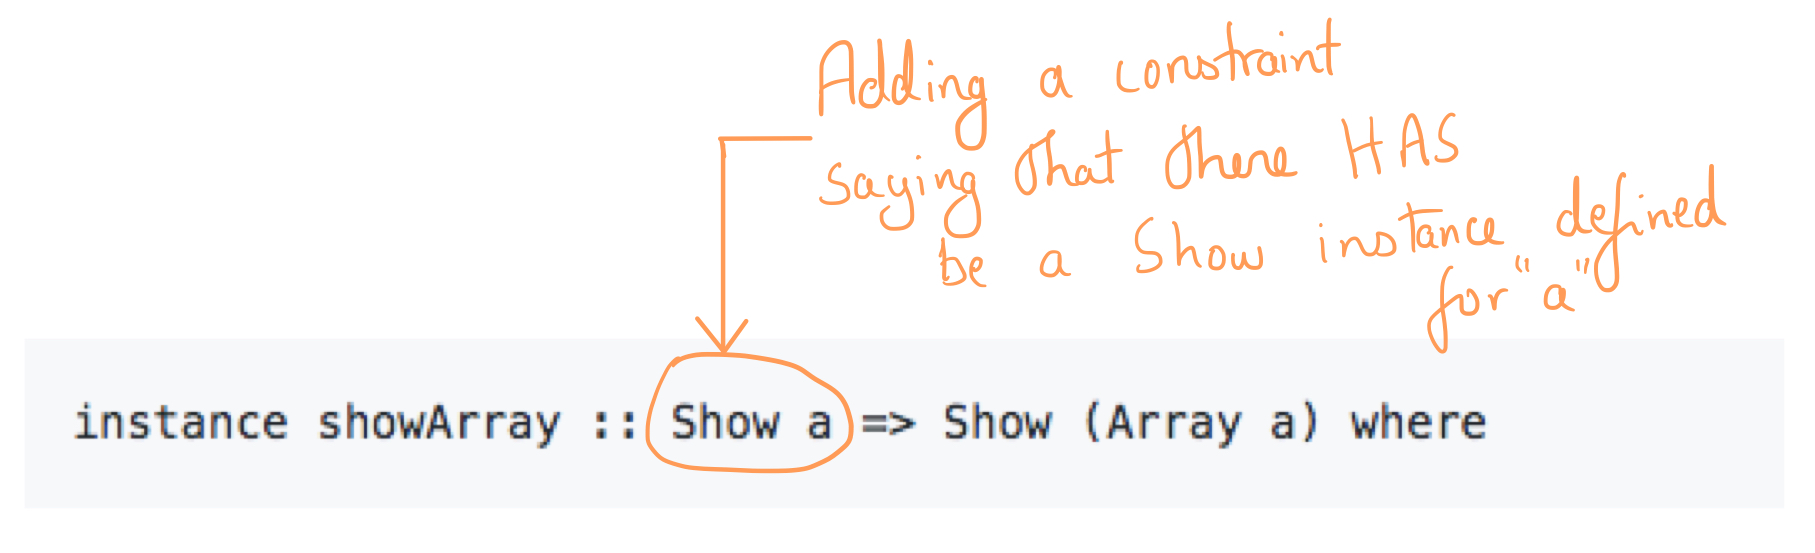 Adding a constraint
saying that there HAS
be a Show instance defined
for "a"
instance showArray :: Show a => Show (Array a) where